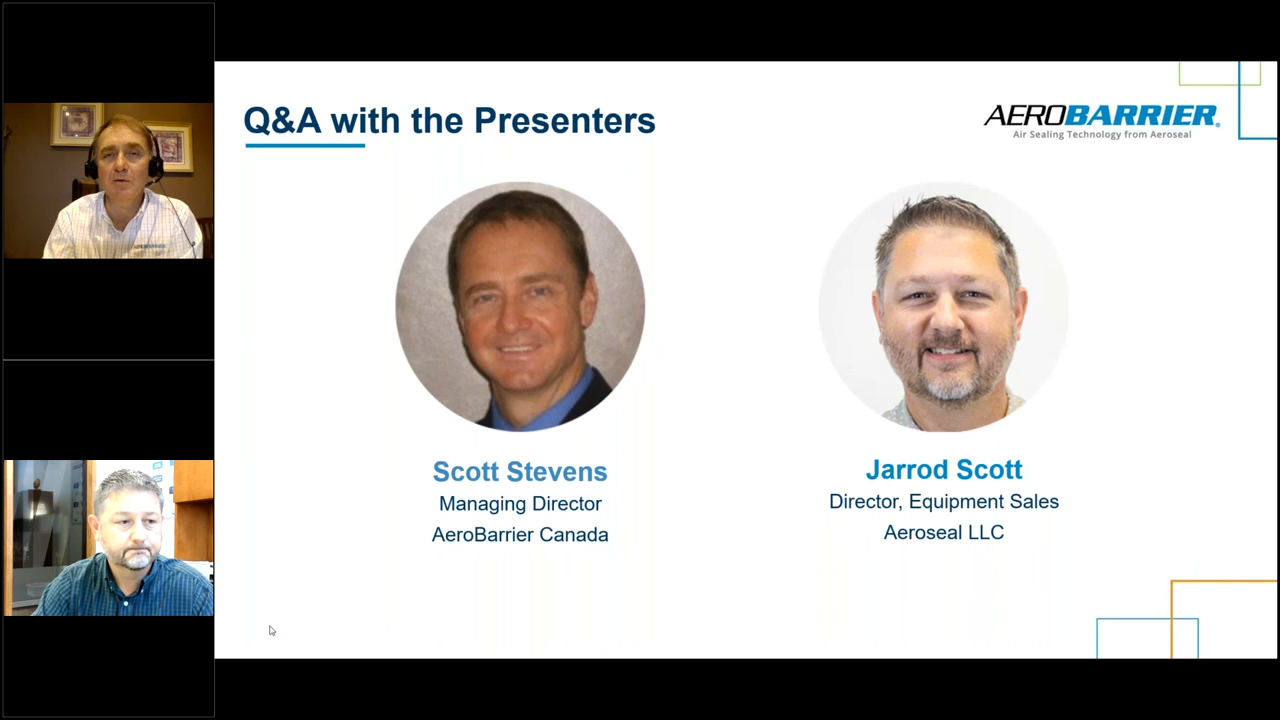 Q&A with the Presenters
AEROBARRIER®
Air Sealing Technology from Aeroseal
Scott Stevens
Managing Director
AeroBarrier Canada
Jarrod Scott
Director, Equipment Sales
Aeroseal LLC
AEROBARRIER